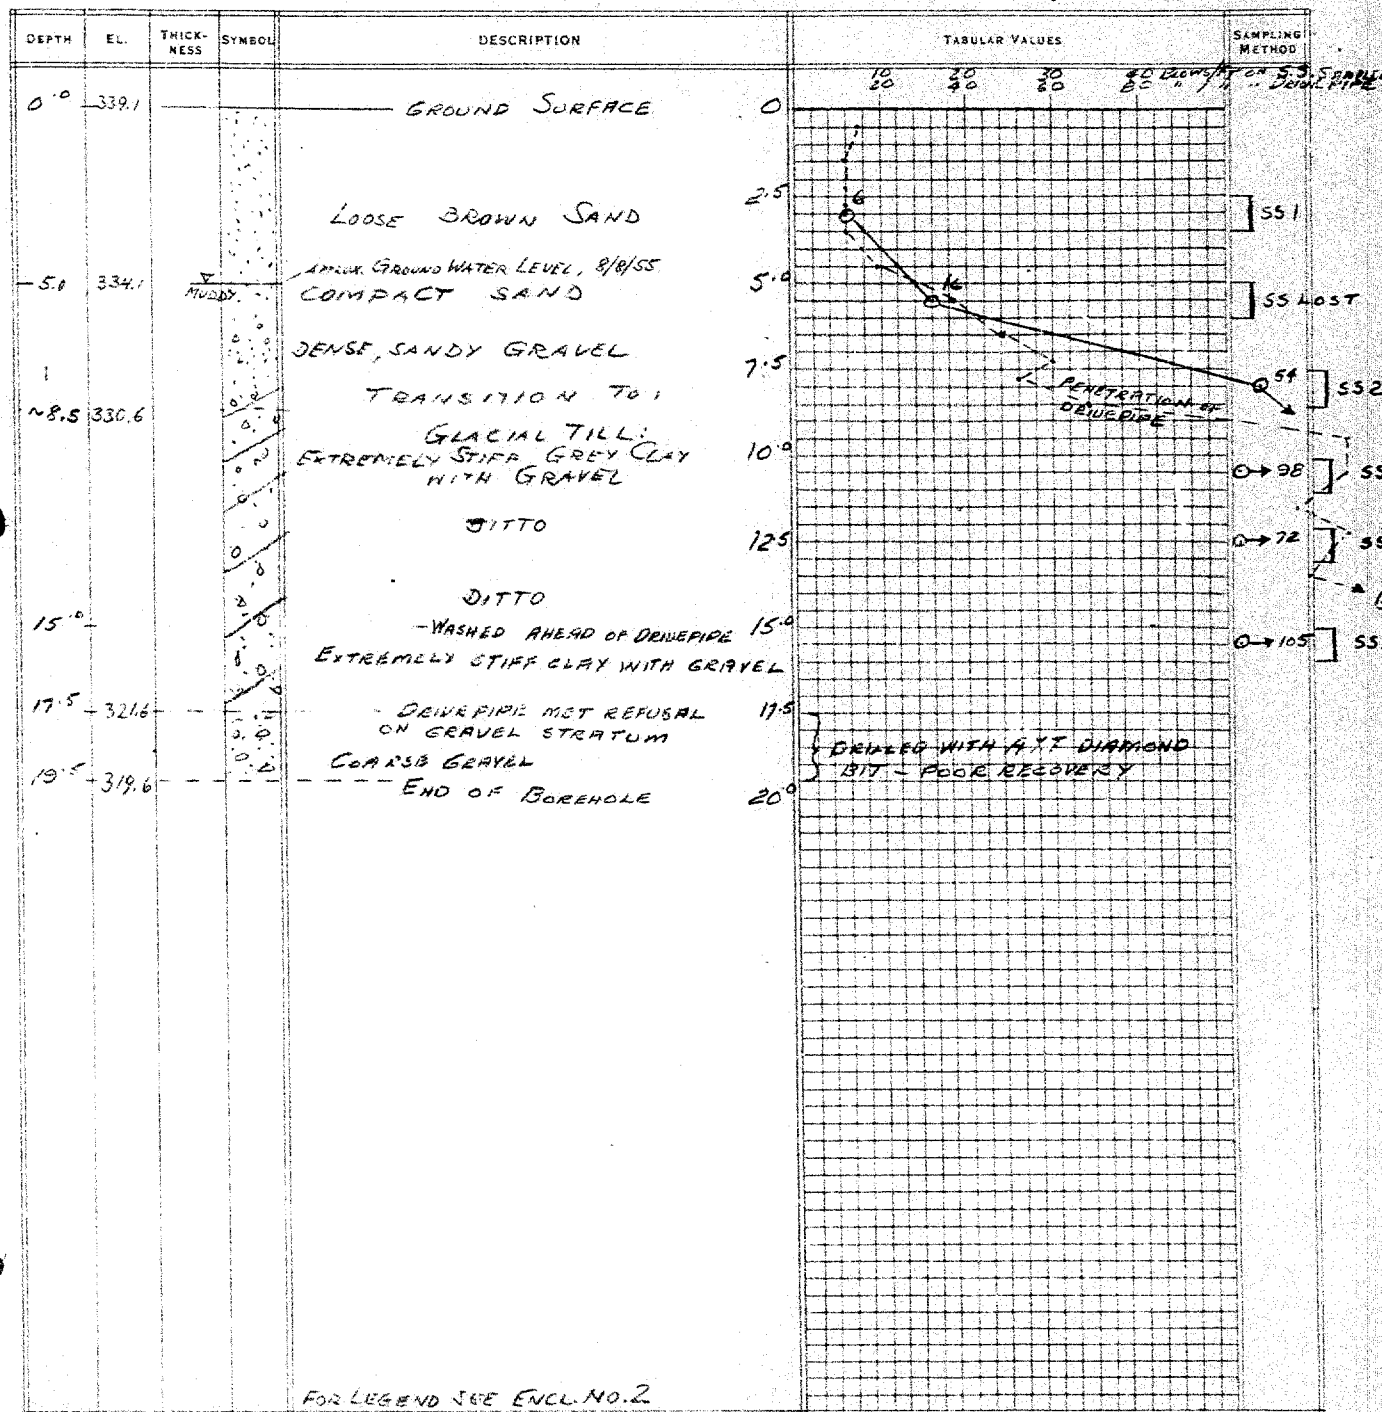 DEPTH EL. THICK-NESS SYMBOL DESCRIPTION TABULAR VALUES SAMPLING METHOD
10 20 30 40 BLOWS/FT ON S.S. SAMPLE
20 40 60 80 " / " " DRIVEPIPE
0.0 339.1 GROUND SURFACE 0
2.5
LOOSE BROWN SAND 6 SS 1
APPROX. GROUND WATER LEVEL, 8/8/55
5.0 334.1 MUDDY COMPACT SAND 5.0 16 SS LOST
DENSE, SANDY GRAVEL
7.5
TRANSITION TO: 54 SS 2
~8.5 330.6 PENETRATION OF DRIVEPIPE
GLACIAL TILL:
EXTREMELY STIFF GREY CLAY 10.0
WITH GRAVEL 98 SS
DITTO 12.5 72 SS
DITTO
15.0 -WASHED AHEAD OF DRIVEPIPE 15.0
EXTREMELY STIFF CLAY WITH GRAVEL 105 SS
17.5 321.6 - DRIVEPIPE MET REFUSAL 17.5
ON GRAVEL STRATUM
DRILLED WITH AXT DIAMOND
COARSE GRAVEL BIT - POOR RECOVERY
19.5 319.6 END OF BOREHOLE 20.0
FOR LEGEND SEE ENCL. NO. 2